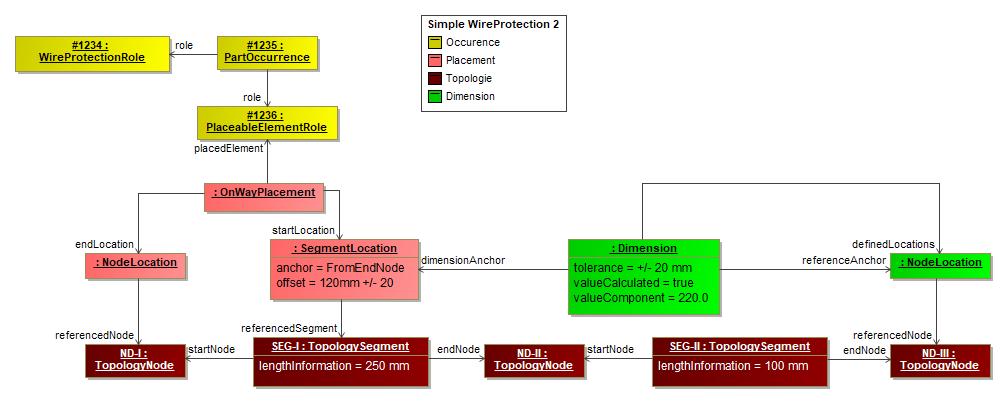 Simple WireProtection 2
Occurence
Placement
Topologie
Dimension
#1234 :
WireProtectionRole
role
#1235 :
PartOccurrence
role
#1236 :
PlaceableElementRole
placedElement
: OnWayPlacement
endLocation
startLocation
definedLocations
: NodeLocation
: SegmentLocation
anchor = FromEndNode
offset = 120mm +/- 20
dimensionAnchor
: Dimension
tolerance = +/- 20 mm
valueCalculated = true
valueComponent = 220.0
referenceAnchor
: NodeLocation
referencedNode
referencedSegment
referencedNode
ND-I :
TopologyNode
startNode
SEG-I : TopologySegment
lengthInformation = 250 mm
endNode
ND-II :
TopologyNode
startNode
SEG-II : TopologySegment
lengthInformation = 100 mm
endNode
ND-III :
TopologyNode